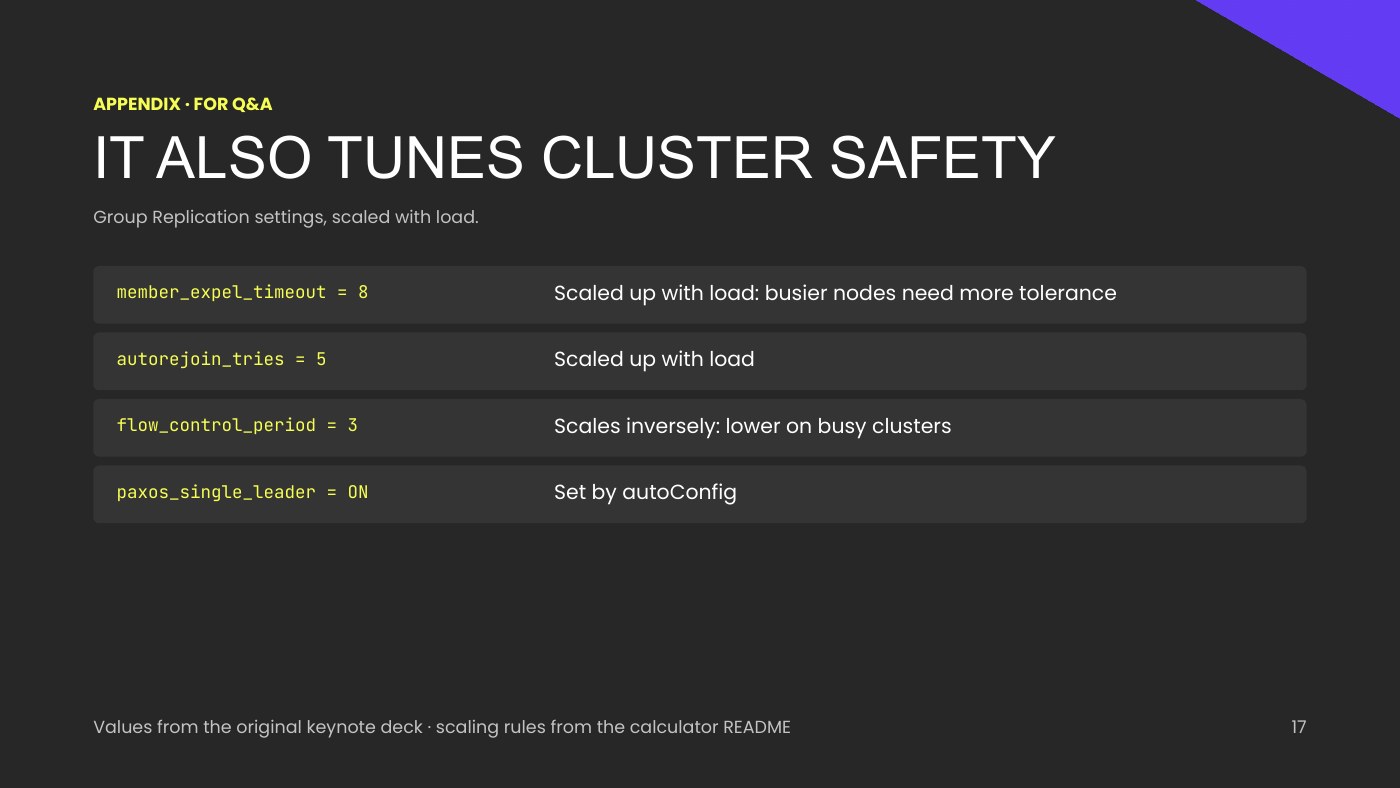 APPENDIX · FOR Q&A
IT ALSO TUNES CLUSTER SAFETY
Group Replication settings, scaled with load.
member_expel_timeout = 8 Scaled up with load: busier nodes need more tolerance
autorejoin_tries = 5 Scaled up with load
flow_control_period = 3 Scales inversely: lower on busy clusters
paxos_single_leader = ON Set by autoConfig
Values from the original keynote deck · scaling rules from the calculator README 17